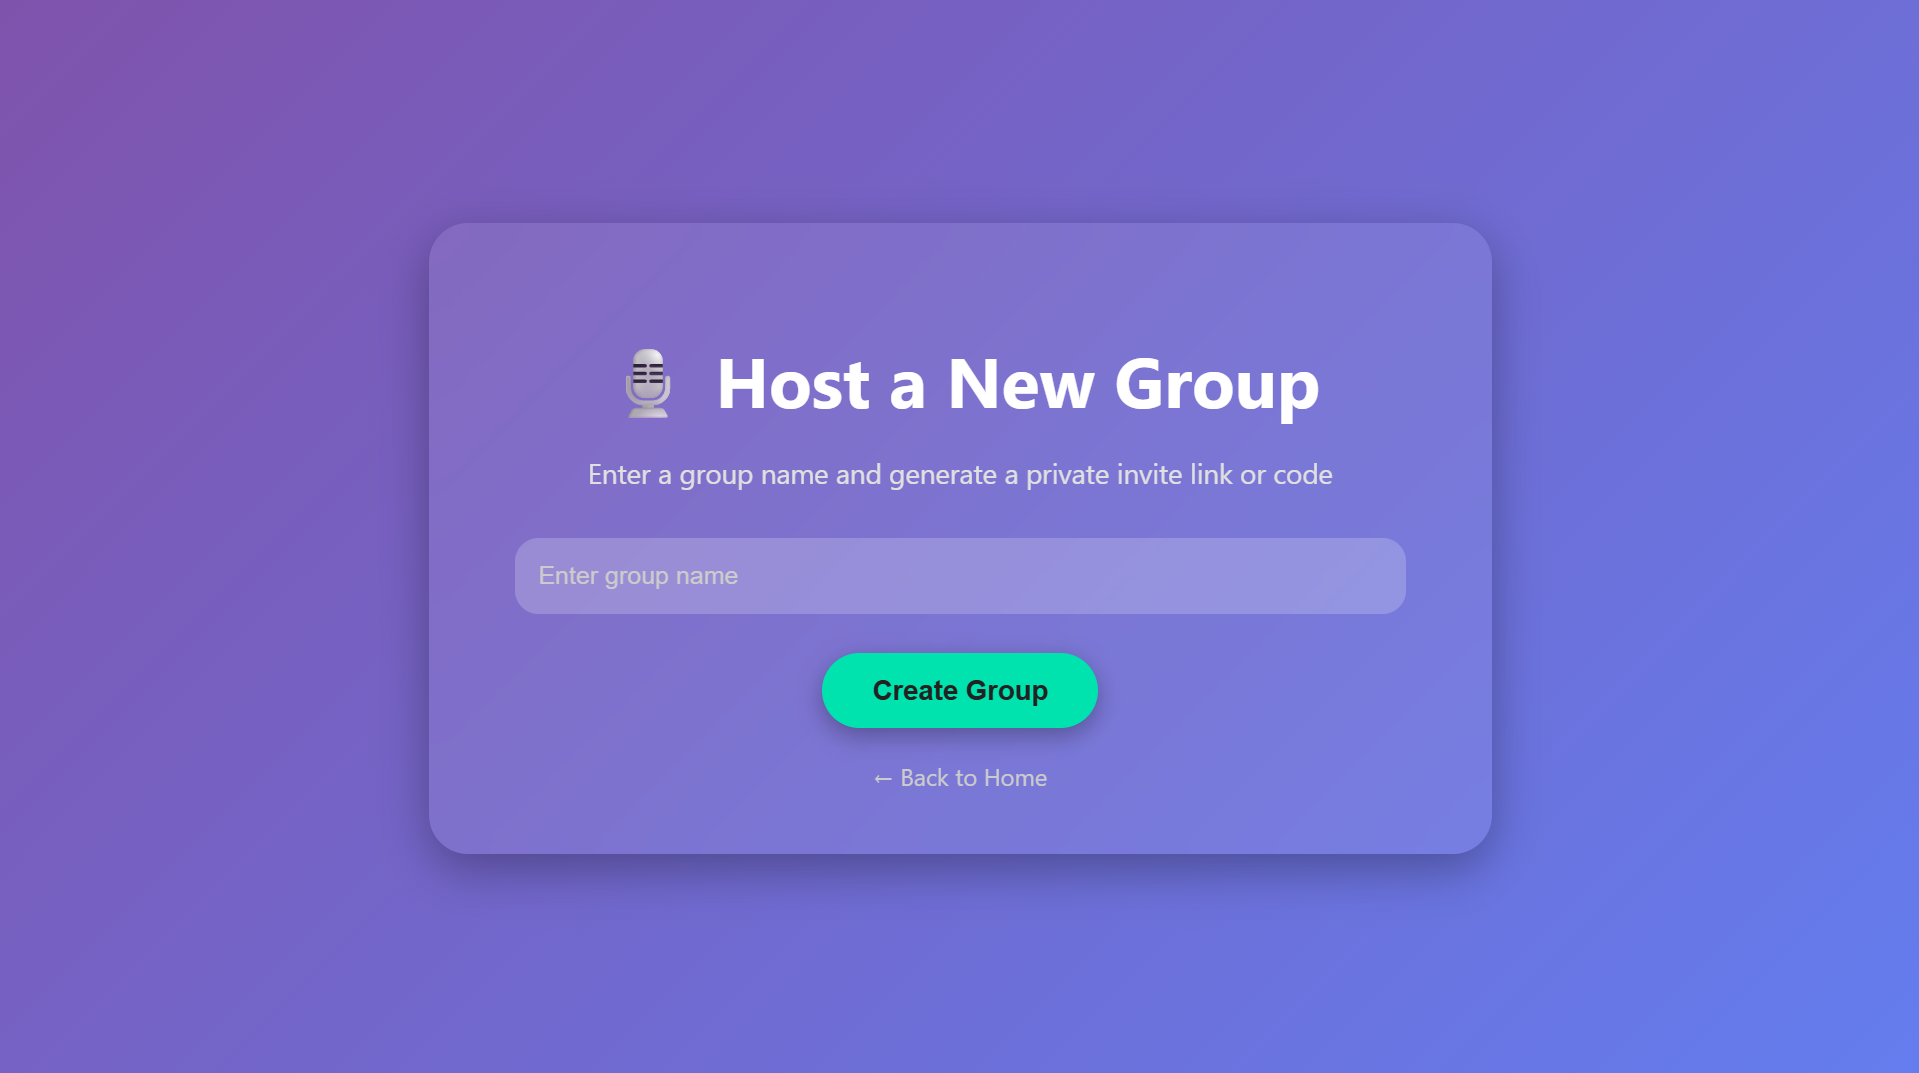 Host a New Group
Enter a group name and generate a private invite link or code
Enter group name
Create Group
← Back to Home